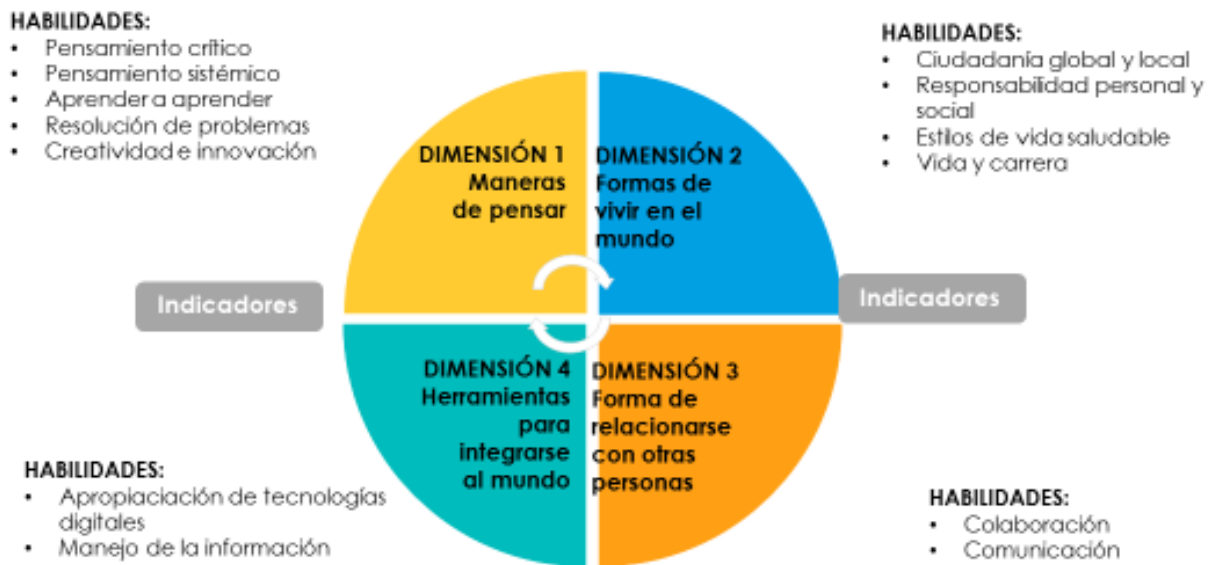 HABILIDADES:
• Pensamiento crítico
• Pensamiento sistémico
• Aprender a aprender
• Resolución de problemas
• Creatividad e innovación
HABILIDADES:
• Ciudadanía global y local
• Responsabilidad personal y
social
• Estilos de vida saludable
• Vida y carrera
DIMENSIÓN 1
Maneras
de pensar
DIMENSIÓN 2
Formas de
vivir en el
mundo
Indicadores
Indicadores
DIMENSIÓN 4
Herramientas
para
integrarse
al mundo
DIMENSIÓN 3
Forma de
relacionarse
con otras
personas
HABILIDADES:
• Apropiaciación de tecnologías
digitales
• Manejo de la información
HABILIDADES:
• Colaboración
• Comunicación